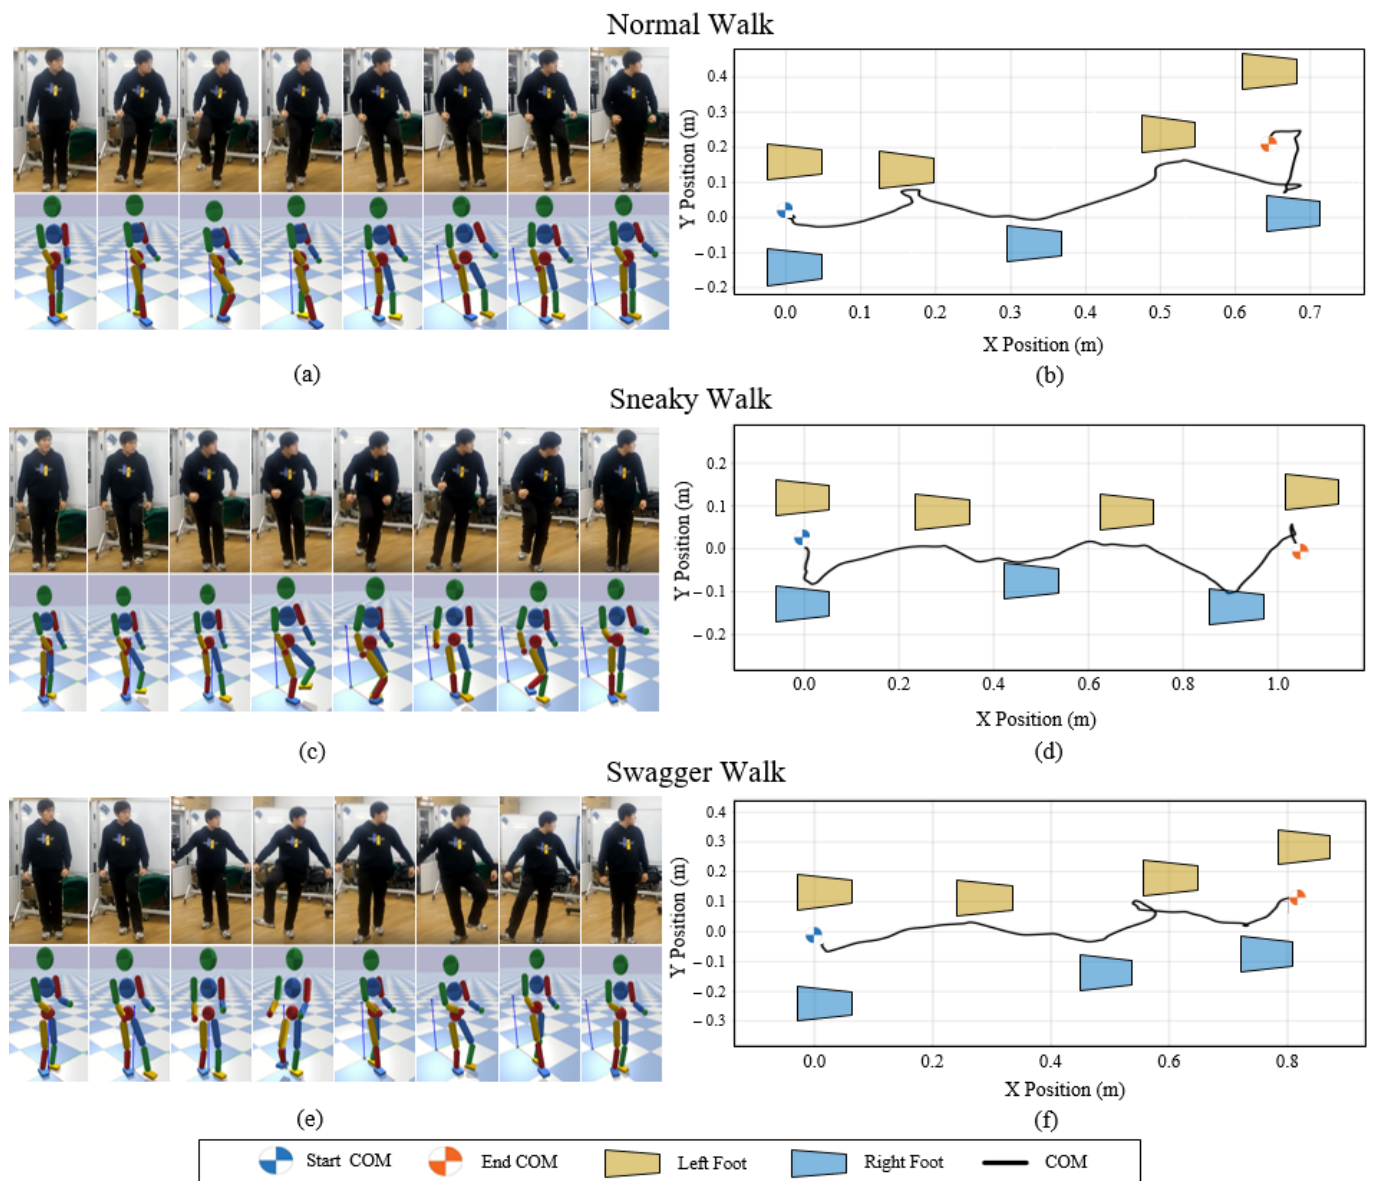 Normal Walk
0.4
0.3
0.2
0.1
0.0
−0.1
−0.2
Y Position (m)
0.0 0.1 0.2 0.3 0.4 0.5 0.6 0.7
X Position (m)
(a) (b)
Sneaky Walk
0.2
0.1
0.0
−0.1
−0.2
Y Position (m)
0.0 0.2 0.4 0.6 0.8 1.0
X Position (m)
(c) (d)
Swagger Walk
0.4
0.3
0.2
0.1
0.0
−0.1
−0.2
−0.3
Y Position (m)
0.0 0.2 0.4 0.6 0.8
X Position (m)
(e) (f)
Start COM End COM Left Foot Right Foot COM